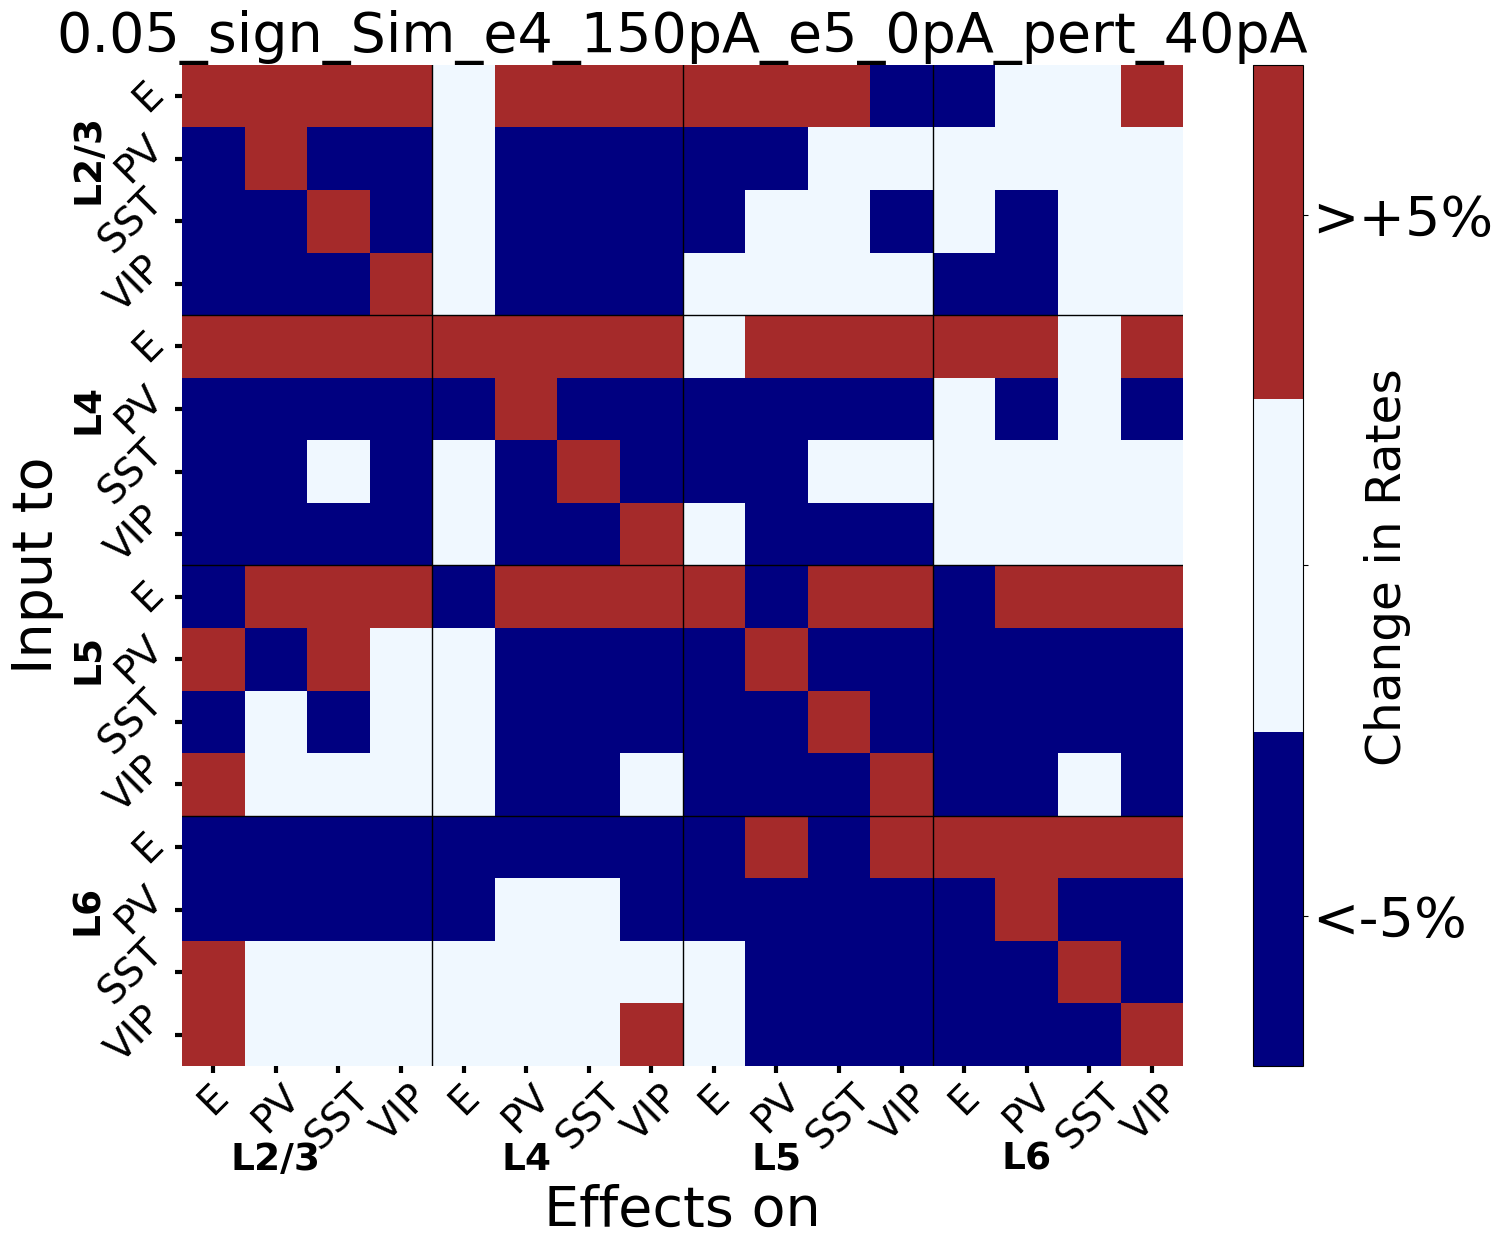 0.05_sign_Sim_e4_150pA_e5_0pA_pert_40pA
Input to
L2/3
E
PV
SST
VIP
L4
E
PV
SST
VIP
L5
E
PV
SST
VIP
L6
E
PV
SST
VIP
E PV SST VIP E PV SST VIP E PV SST VIP E PV SST VIP
L2/3 L4 L5 L6
Effects on
>+5%
<-5%
Change in Rates